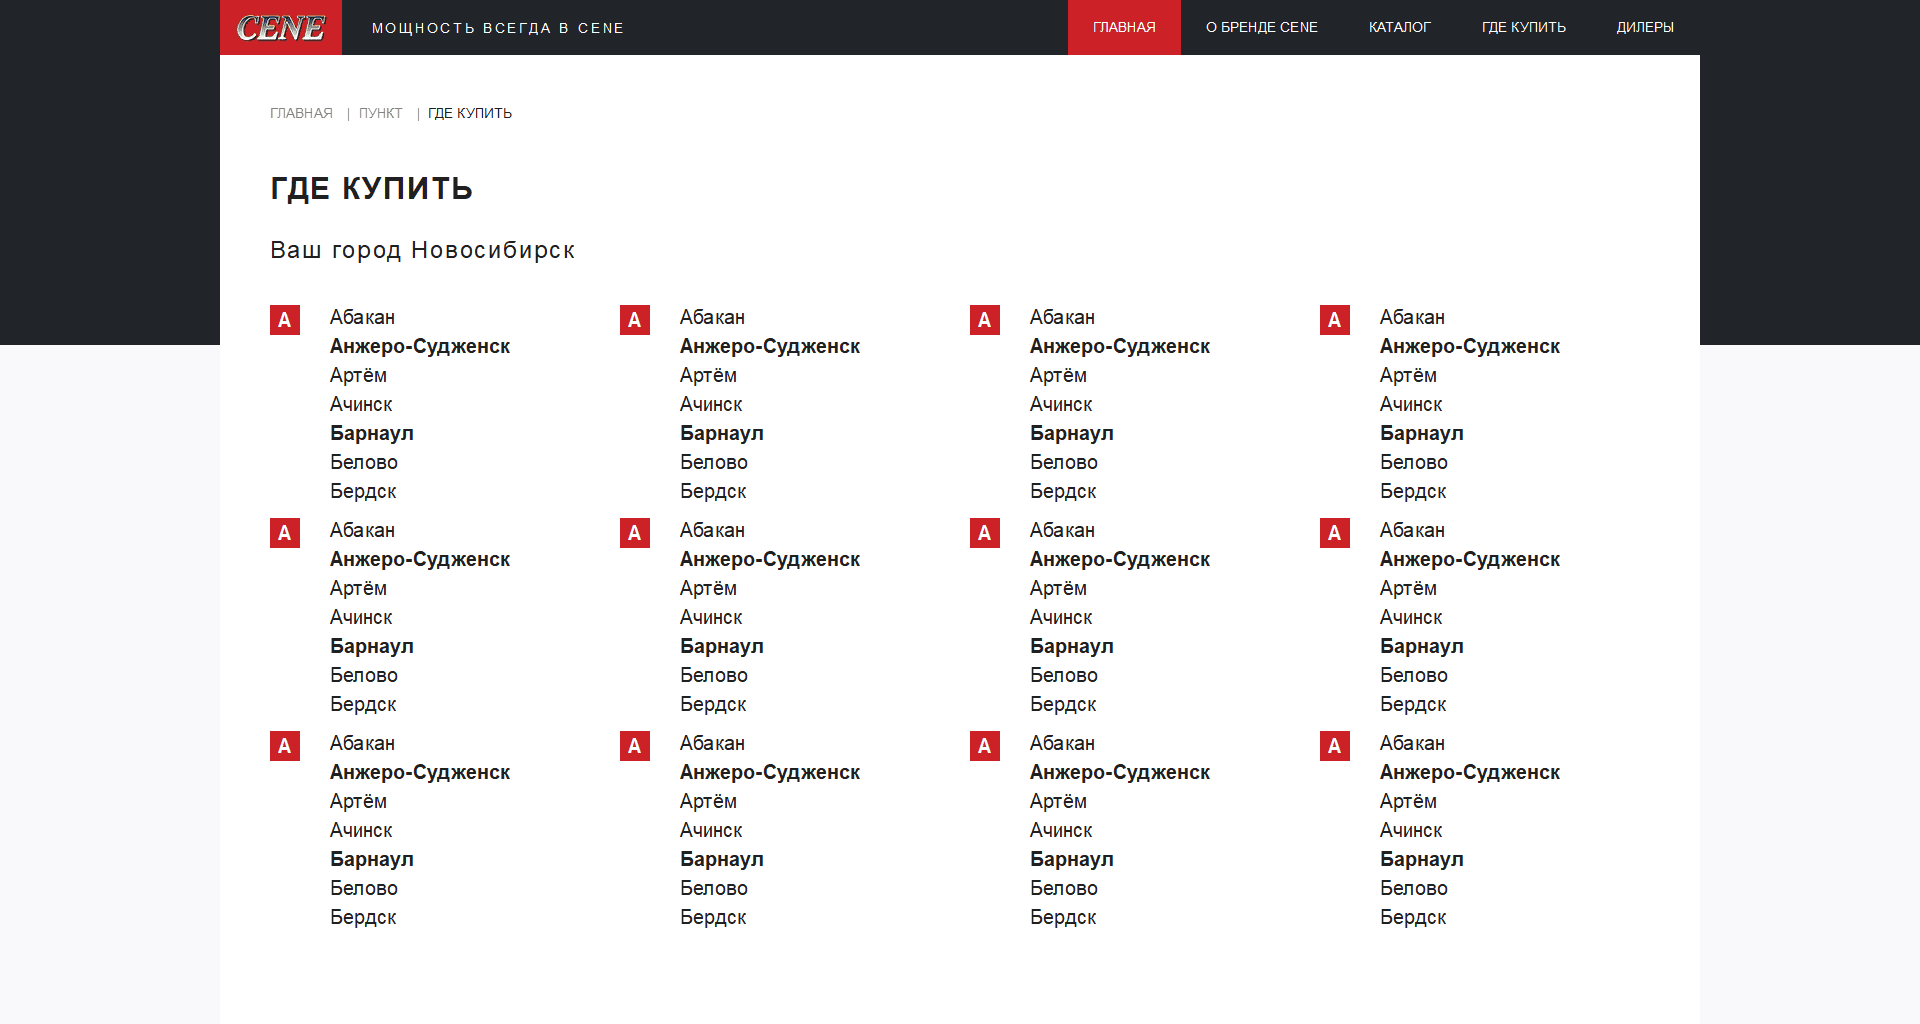 CENE
МОЩНОСТЬ ВСЕГДА В CENE
ГЛАВНАЯ О БРЕНДЕ CENE КАТАЛОГ ГДЕ КУПИТЬ ДИЛЕРЫ
ГЛАВНАЯ | ПУНКТ | ГДЕ КУПИТЬ
ГДЕ КУПИТЬ
Ваш город Новосибирск
А
Абакан
Анжеро-Судженск
Артём
Ачинск
Барнаул
Белово
Бердск
А
Абакан
Анжеро-Судженск
Артём
Ачинск
Барнаул
Белово
Бердск
А
Абакан
Анжеро-Судженск
Артём
Ачинск
Барнаул
Белово
Бердск
А
Абакан
Анжеро-Судженск
Артём
Ачинск
Барнаул
Белово
Бердск
А
Абакан
Анжеро-Судженск
Артём
Ачинск
Барнаул
Белово
Бердск
А
Абакан
Анжеро-Судженск
Артём
Ачинск
Барнаул
Белово
Бердск
А
Абакан
Анжеро-Судженск
Артём
Ачинск
Барнаул
Белово
Бердск
А
Абакан
Анжеро-Судженск
Артём
Ачинск
Барнаул
Белово
Бердск
А
Абакан
Анжеро-Судженск
Артём
Ачинск
Барнаул
Белово
Бердск
А
Абакан
Анжеро-Судженск
Артём
Ачинск
Барнаул
Белово
Бердск
А
Абакан
Анжеро-Судженск
Артём
Ачинск
Барнаул
Белово
Бердск
А
Абакан
Анжеро-Судженск
Артём
Ачинск
Барнаул
Белово
Бердск